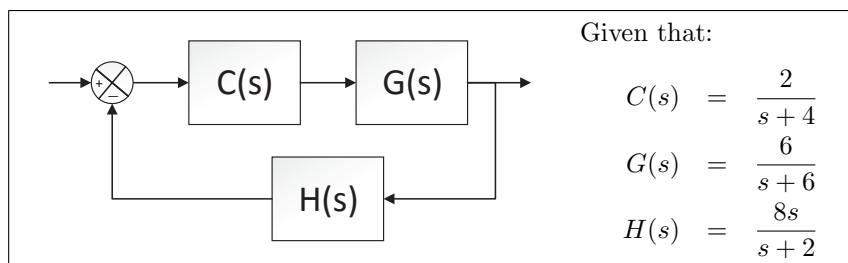 Given that:
+
−
C(s)
G(s)
H(s)
C(s) = 2 / (s + 4)
G(s) = 6 / (s + 6)
H(s) = 8s / (s + 2)